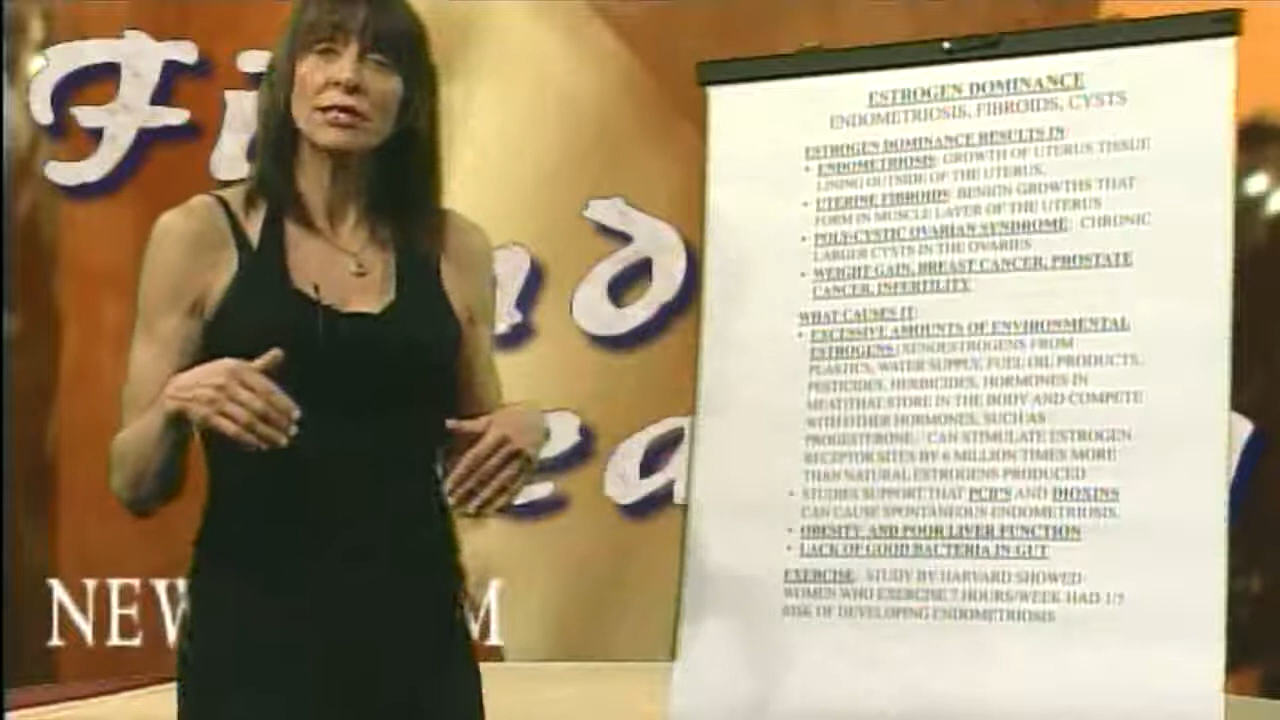 Fi
nd
ea
NEW
M
ESTROGEN DOMINANCE
ENDOMETRIOSIS, FIBROIDS, CYSTS
ESTROGEN DOMINANCE RESULTS IN:
• ENDOMETRIOSIS: GROWTH OF UTERUS TISSUE
LINING OUTSIDE OF THE UTERUS.
• UTERINE FIBROIDS: BENIGN GROWTHS THAT
FORM IN MUSCLE LAYER OF THE UTERUS
• POLY-CYSTIC OVARIAN SYNDROME: CHRONIC
LARGER CYSTS IN THE OVARIES
• WEIGHT GAIN, BREAST CANCER, PROSTATE
CANCER, INFERTILITY
WHAT CAUSES IT:
• EXCESSIVE AMOUNTS OF ENVIRONMENTAL
ESTROGENS (XENOESTROGENS FROM
PLASTICS, WATER SUPPLY, FUEL OIL PRODUCTS,
PESTICIDES, HERBICIDES, HORMONES IN
MEAT)THAT STORE IN THE BODY AND COMPETE
WITH OTHER HORMONES, SUCH AS
PROGESTERONE. CAN STIMULATE ESTROGEN
RECEPTOR SITES BY 6 MILLION TIMES MORE
THAN NATURAL ESTROGENS PRODUCED
• STUDIES SUPPORT THAT PCB'S AND DIOXINS
CAN CAUSE SPONTANEOUS ENDOMETRIOSIS.
• OBESITY AND POOR LIVER FUNCTION
• LACK OF GOOD BACTERIA IN GUT
EXERCISE: STUDY BY HARVARD SHOWED
WOMEN WHO EXERCISE 7 HOURS/WEEK HAD 1/5
RISK OF DEVELOPING ENDOMETRIOSIS